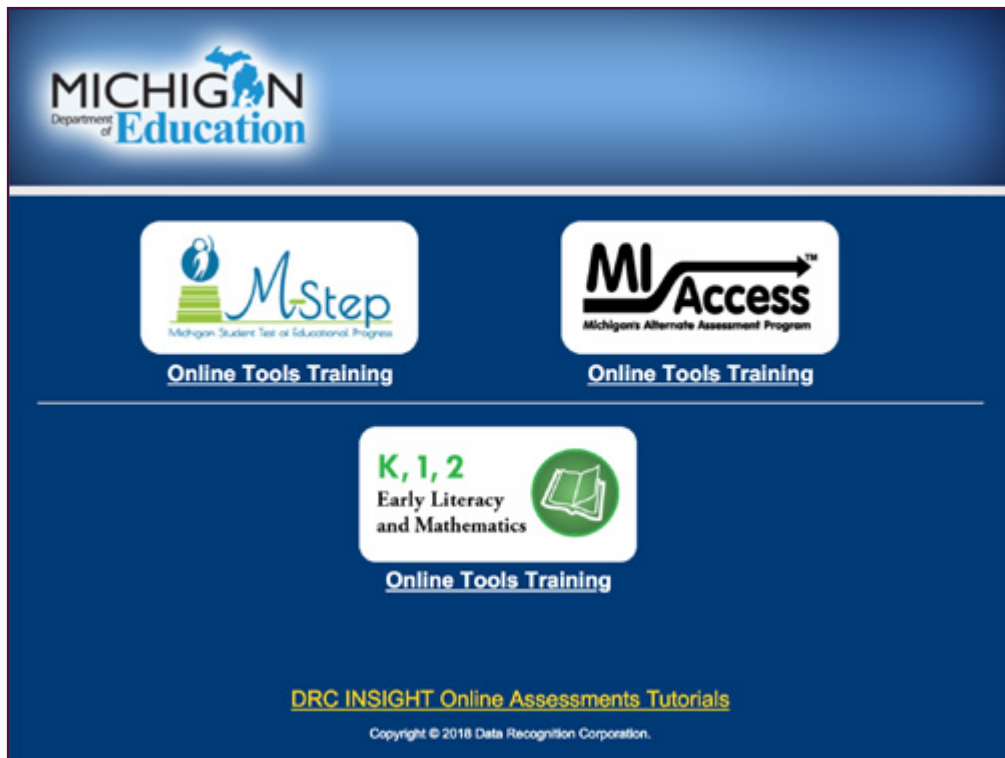 MICHIGAN
Department of Education
M-Step
Michigan Student Test of Educational Progress
Online Tools Training
MI Access™
Michigan's Alternate Assessment Program
Online Tools Training
K, 1, 2
Early Literacy
and Mathematics
Online Tools Training
DRC INSIGHT Online Assessments Tutorials
Copyright © 2018 Data Recognition Corporation.